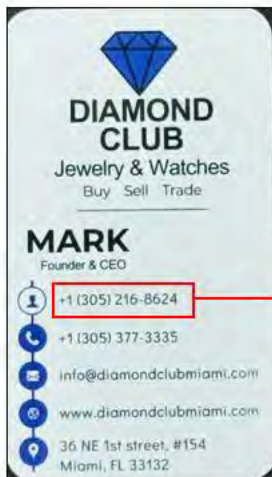 DIAMOND
CLUB
Jewelry & Watches
Buy Sell Trade
MARK
Founder & CEO
+1 (305) 216-8624
+1 (305) 377-3335
info@diamondclubmiami.com
www.diamondclubmiami.com
36 NE 1st street, #154
Miami, FL 33132